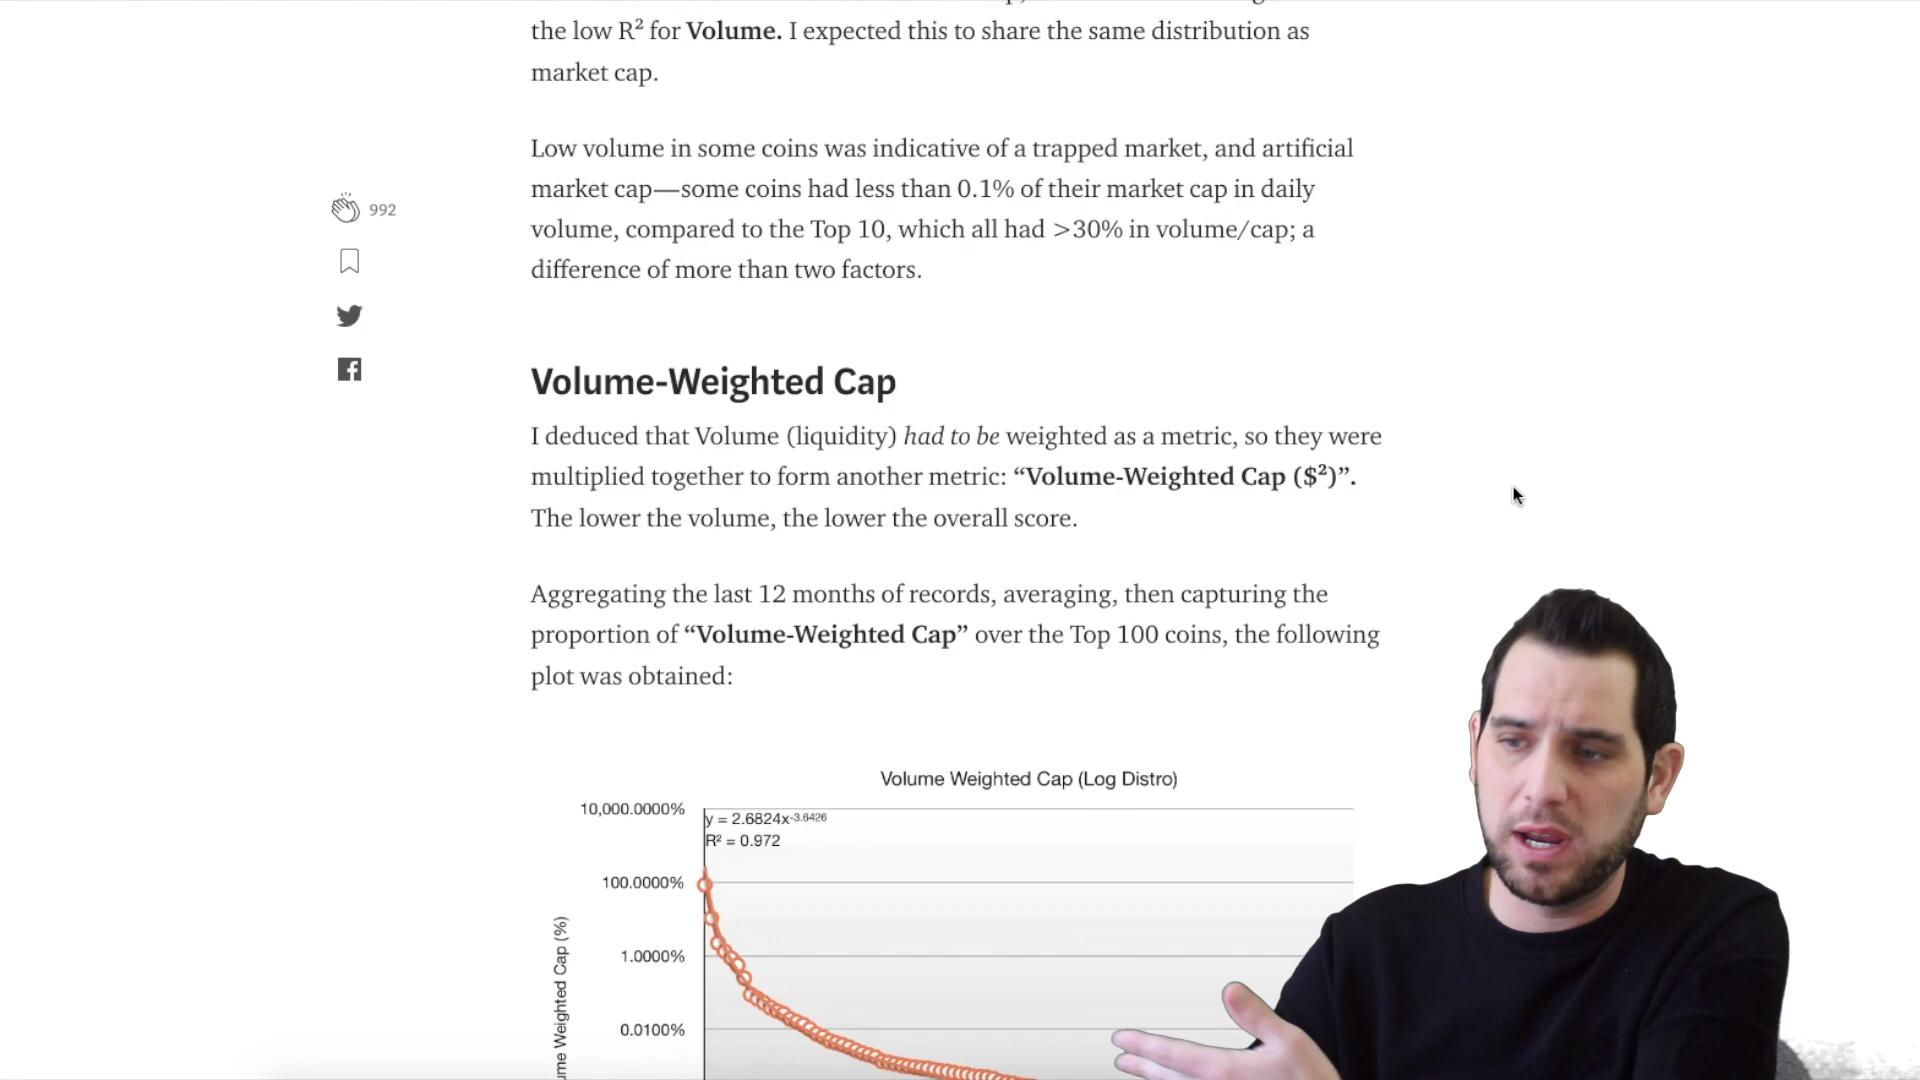 the low R² for Volume. I expected this to share the same distribution as
market cap.
Low volume in some coins was indicative of a trapped market, and artificial
market cap—some coins had less than 0.1% of their market cap in daily
volume, compared to the Top 10, which all had >30% in volume/cap; a
difference of more than two factors.
992
Volume-Weighted Cap
I deduced that Volume (liquidity) had to be weighted as a metric, so they were
multiplied together to form another metric: “Volume-Weighted Cap ($²)”.
The lower the volume, the lower the overall score.
Aggregating the last 12 months of records, averaging, then capturing the
proportion of “Volume-Weighted Cap” over the Top 100 coins, the following
plot was obtained:
Volume Weighted Cap (Log Distro)
10,000.0000%
y = 2.6824x^-3.6426
R² = 0.972
100.0000%
1.0000%
0.0100%
Weighted Cap (%)